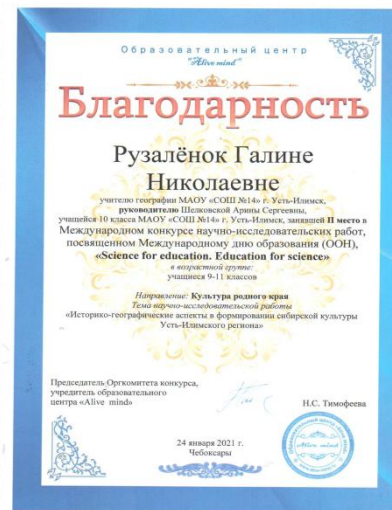 Образовательный центр
"Alive mind"
Благодарность
Рузалёнок Галине
Николаевне
учителю географии МАОУ «СОШ №14» г. Усть-Илимск,
руководителю Шелковской Арины Сергеевны,
учащейся 10 класса МАОУ «СОШ №14» г. Усть-Илимск, занявшей II место в
Международном конкурсе научно-исследовательских работ,
посвященном Международному дню образования (ООН),
«Science for education. Education for science»
в возрастной группе:
учащиеся 9-11 классов
Направление: Культура родного края
Тема научно-исследовательской работы
«Историко-географические аспекты в формировании сибирской культуры
Усть-Илимского региона»
Председатель Оргкомитета конкурса,
учредитель образовательного
центра «Alive mind»
Н.С. Тимофеева
24 января 2021 г.
Чебоксары
Alive mind